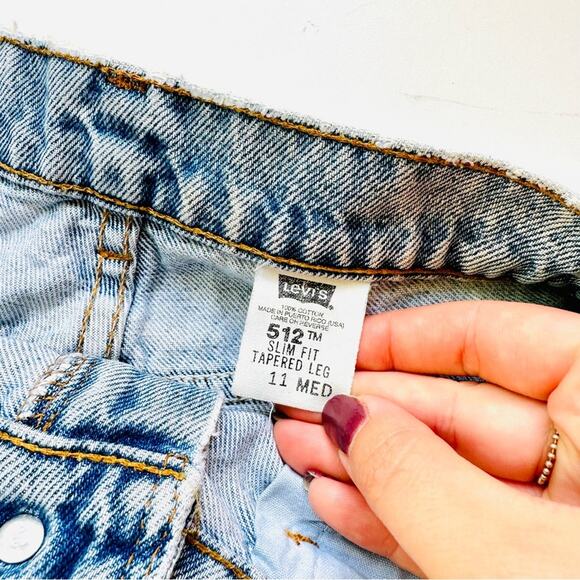 Levi's
100% COTTON
MADE IN PUERTO RICO (USA)
CARE ON REVERSE
512™
SLIM FIT
TAPERED LEG
11 MED